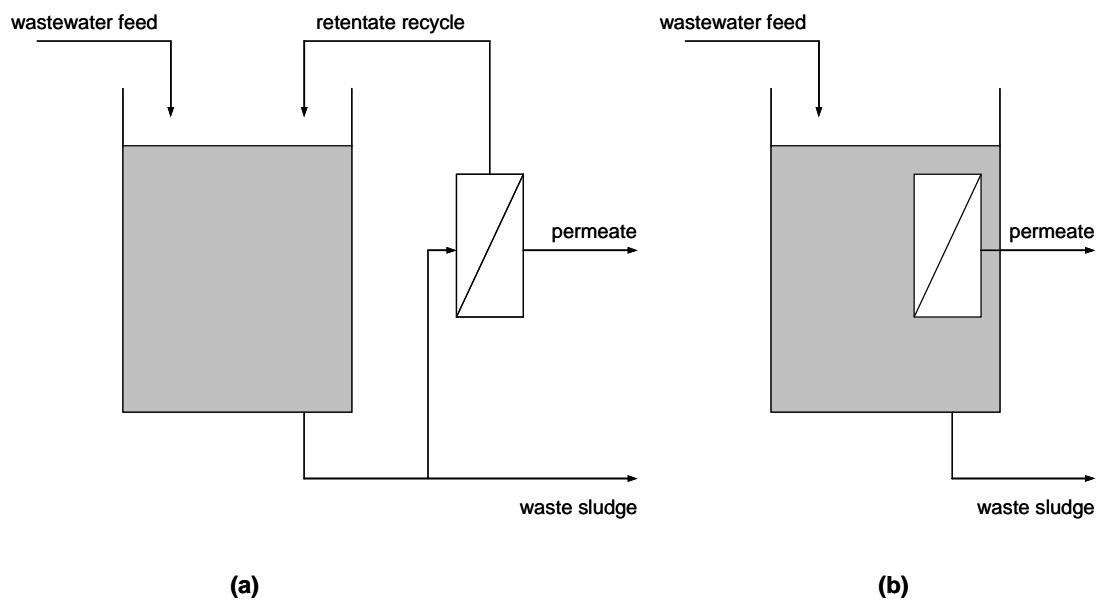 wastewater feed
retentate recycle
permeate
waste sludge
(a)
wastewater feed
permeate
waste sludge
(b)